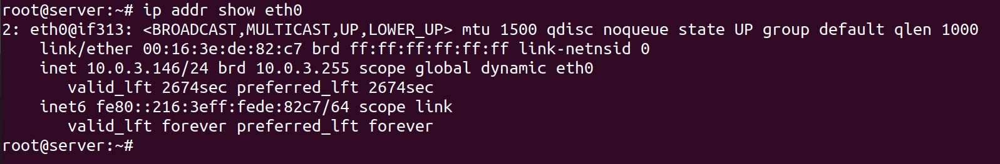 root@server:~# ip addr show eth0
2: eth0@if313: <BROADCAST,MULTICAST,UP,LOWER_UP> mtu 1500 qdisc noqueue state UP group default qlen 1000
    link/ether 00:16:3e:de:82:c7 brd ff:ff:ff:ff:ff:ff link-netnsid 0
    inet 10.0.3.146/24 brd 10.0.3.255 scope global dynamic eth0
       valid_lft 2674sec preferred_lft 2674sec
    inet6 fe80::216:3eff:fede:82c7/64 scope link
       valid_lft forever preferred_lft forever
root@server:~#